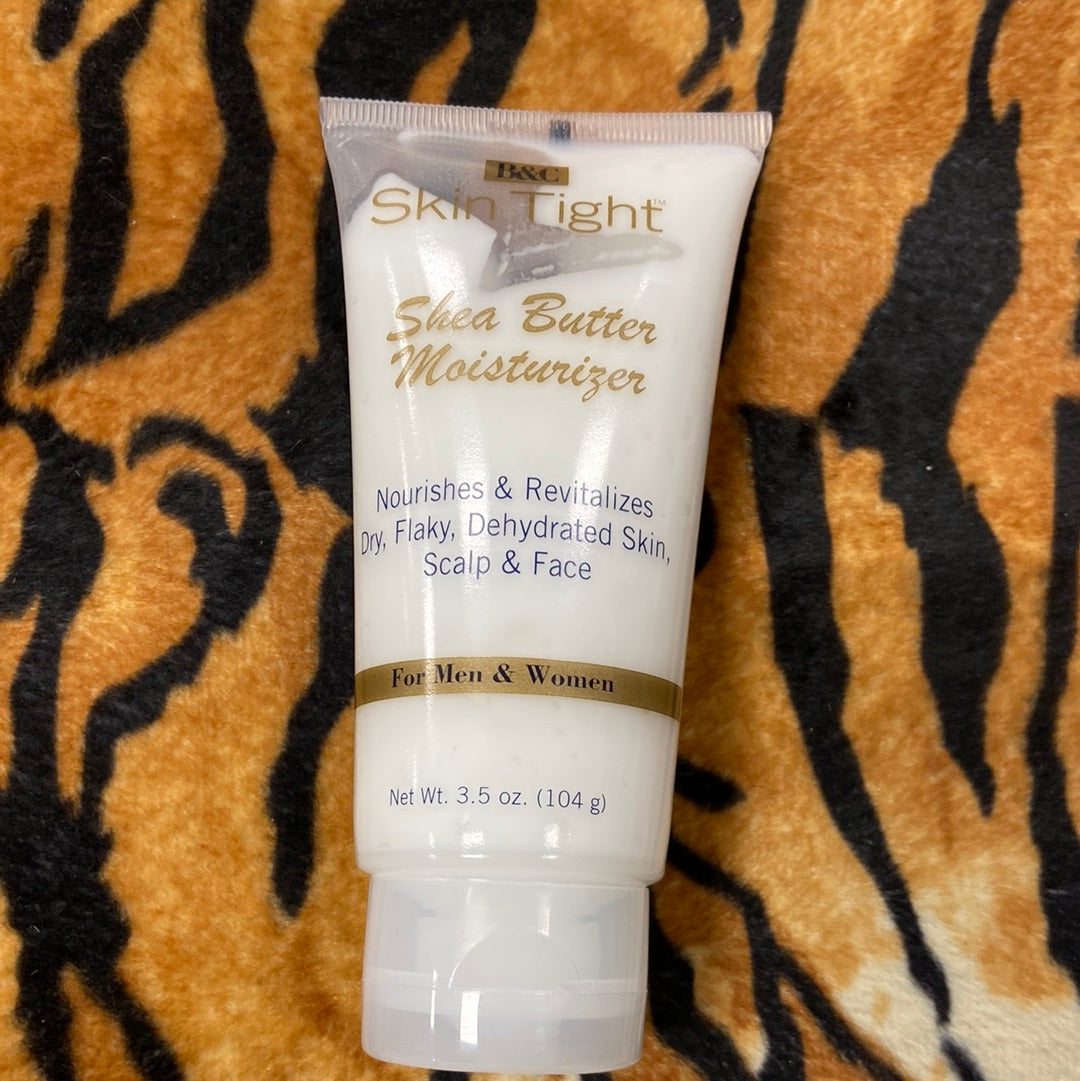 B&C
Skin Tight™
Shea Butter
Moisturizer
Nourishes & Revitalizes
Dry, Flaky, Dehydrated Skin,
Scalp & Face
For Men & Women
Net Wt. 3.5 oz. (104 g)